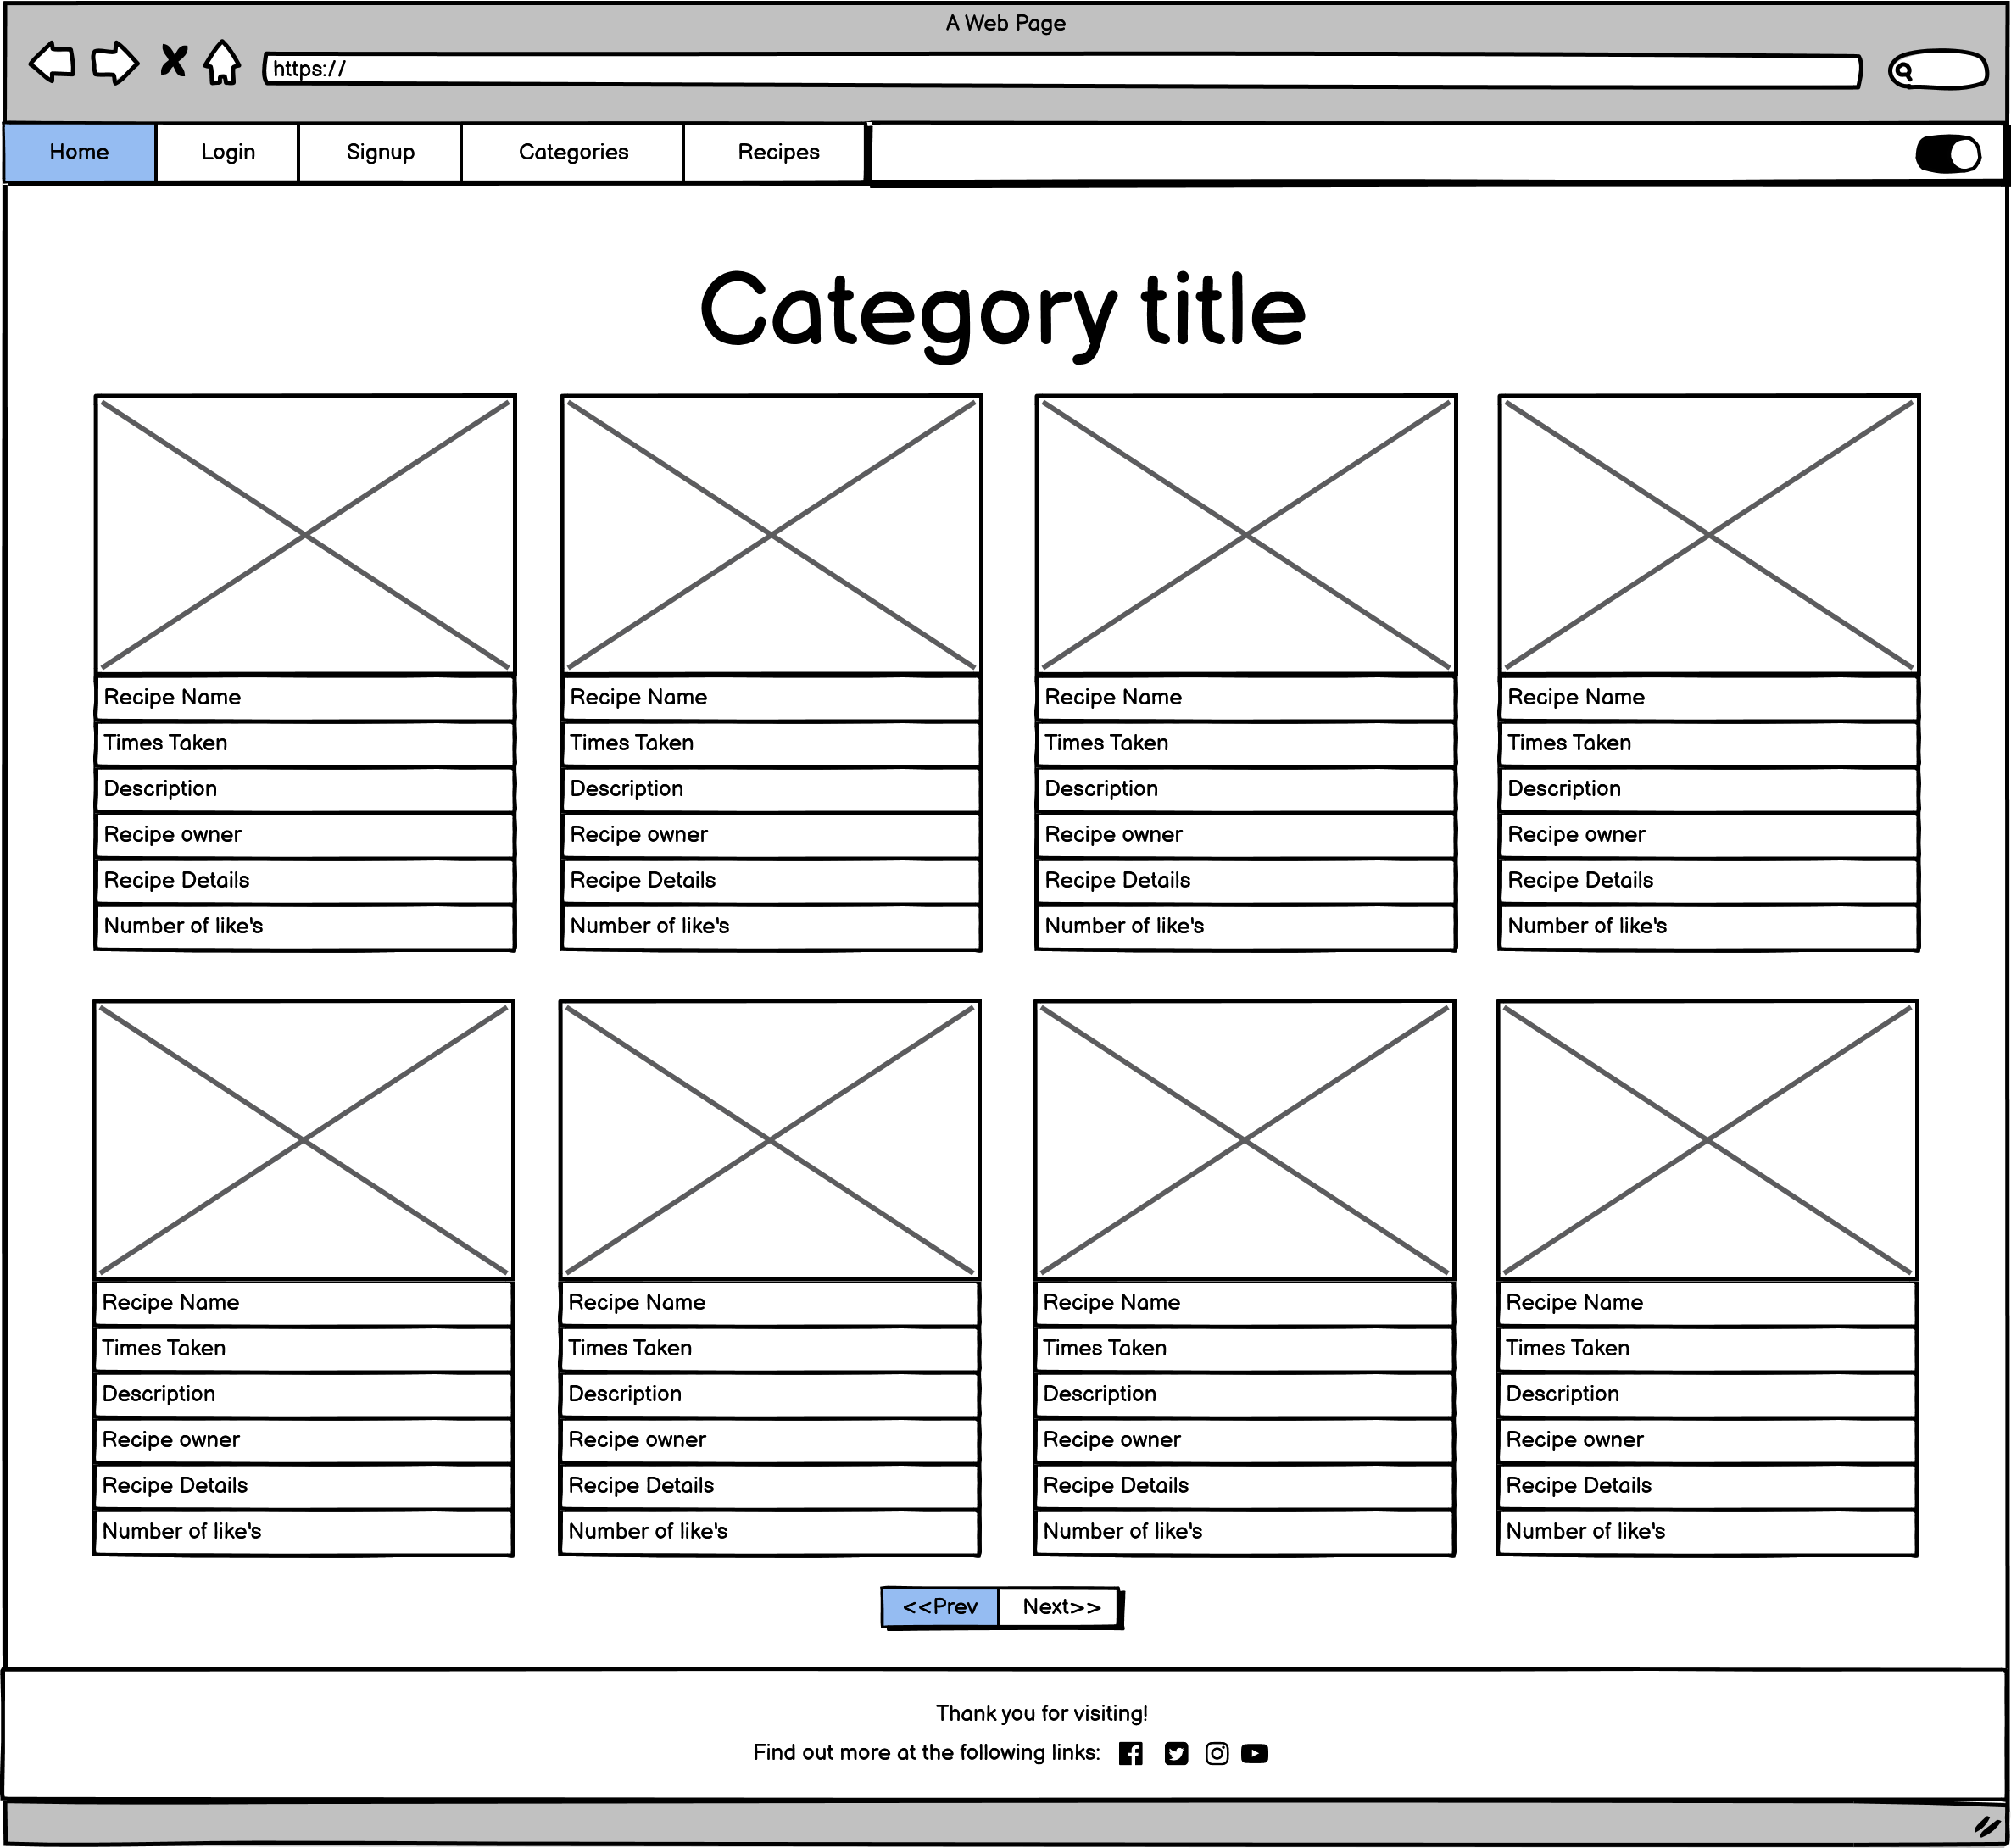 A Web Page
https://
Home Login Signup Categories Recipes
Category title
Recipe Name Recipe Name Recipe Name Recipe Name
Times Taken Times Taken Times Taken Times Taken
Description Description Description Description
Recipe owner Recipe owner Recipe owner Recipe owner
Recipe Details Recipe Details Recipe Details Recipe Details
Number of like's Number of like's Number of like's Number of like's
Recipe Name Recipe Name Recipe Name Recipe Name
Times Taken Times Taken Times Taken Times Taken
Description Description Description Description
Recipe owner Recipe owner Recipe owner Recipe owner
Recipe Details Recipe Details Recipe Details Recipe Details
Number of like's Number of like's Number of like's Number of like's
<<Prev Next>>
Thank you for visiting!
Find out more at the following links: